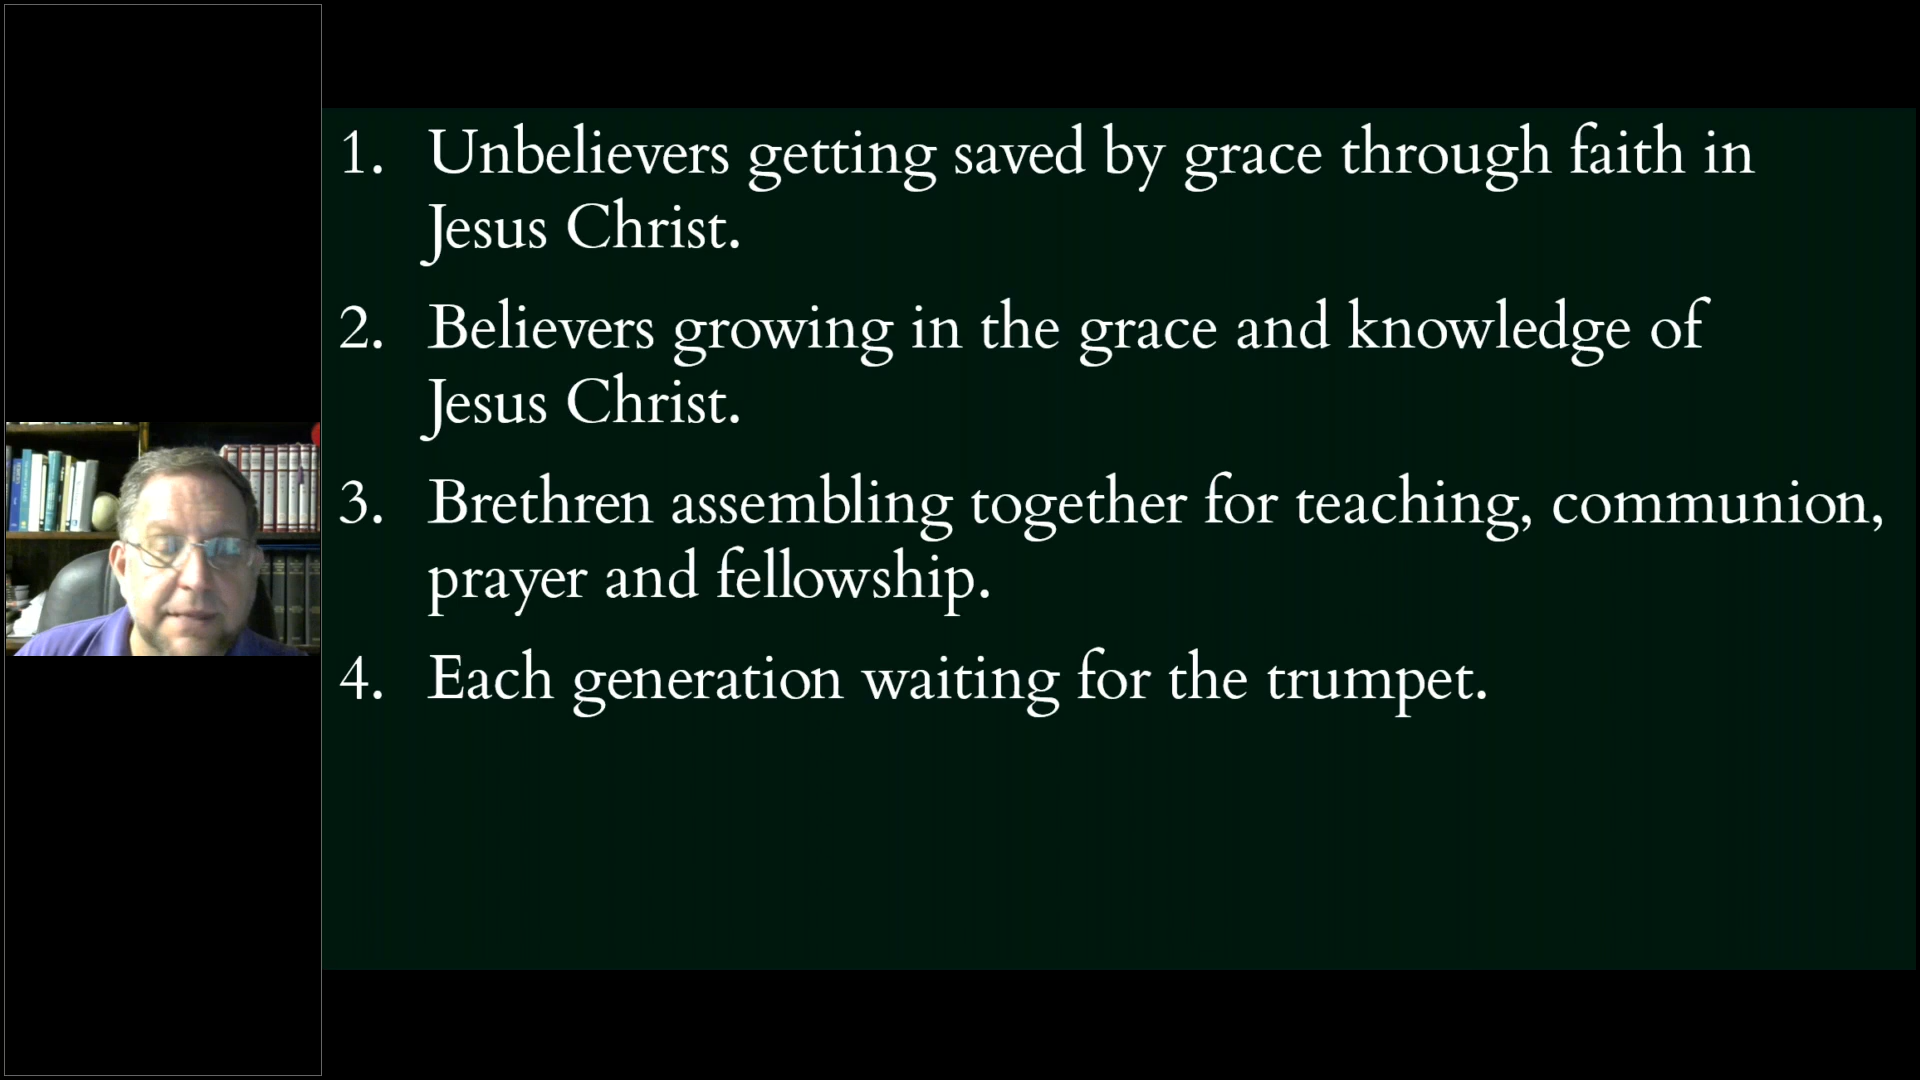 1. Unbelievers getting saved by grace through faith in
Jesus Christ.
2. Believers growing in the grace and knowledge of
Jesus Christ.
3. Brethren assembling together for teaching, communion,
prayer and fellowship.
4. Each generation waiting for the trumpet.